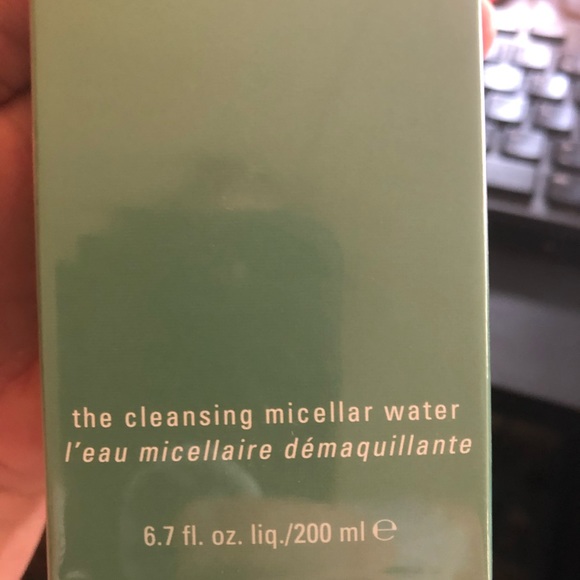 the cleansing micellar water
l'eau micellaire démaquillante
6.7 fl. oz. liq./200 ml ℮